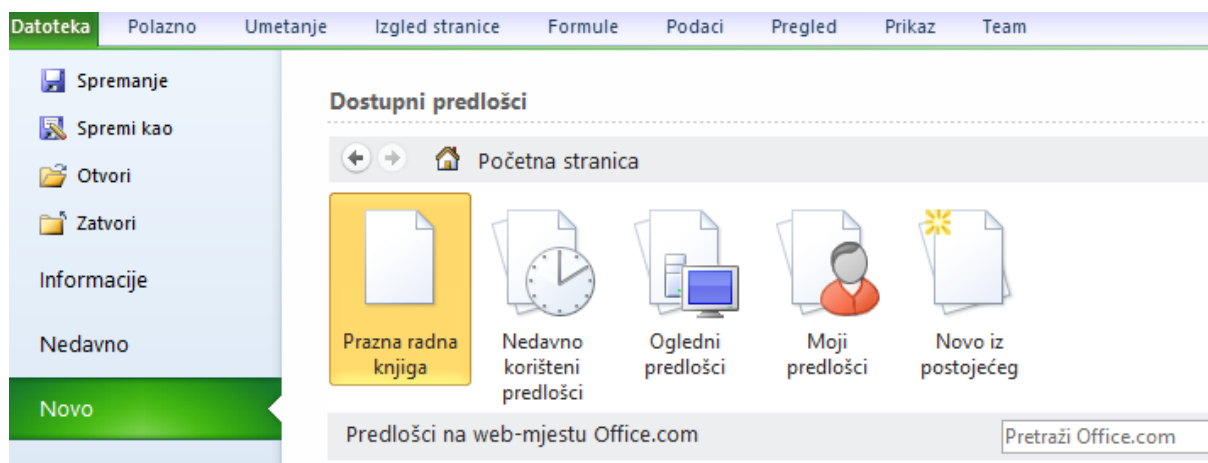 Datoteka Polazno Umetanje Izgled stranice Formule Podaci Pregled Prikaz Team
Spremanje
Spremi kao
Otvori
Zatvori
Informacije
Nedavno
Novo
Dostupni predlošci
Početna stranica
Prazna radna
knjiga
Nedavno
korišteni
predlošci
Ogledni
predlošci
Moji
predlošci
Novo iz
postojećeg
Predlošci na web-mjestu Office.com
Pretraži Office.com